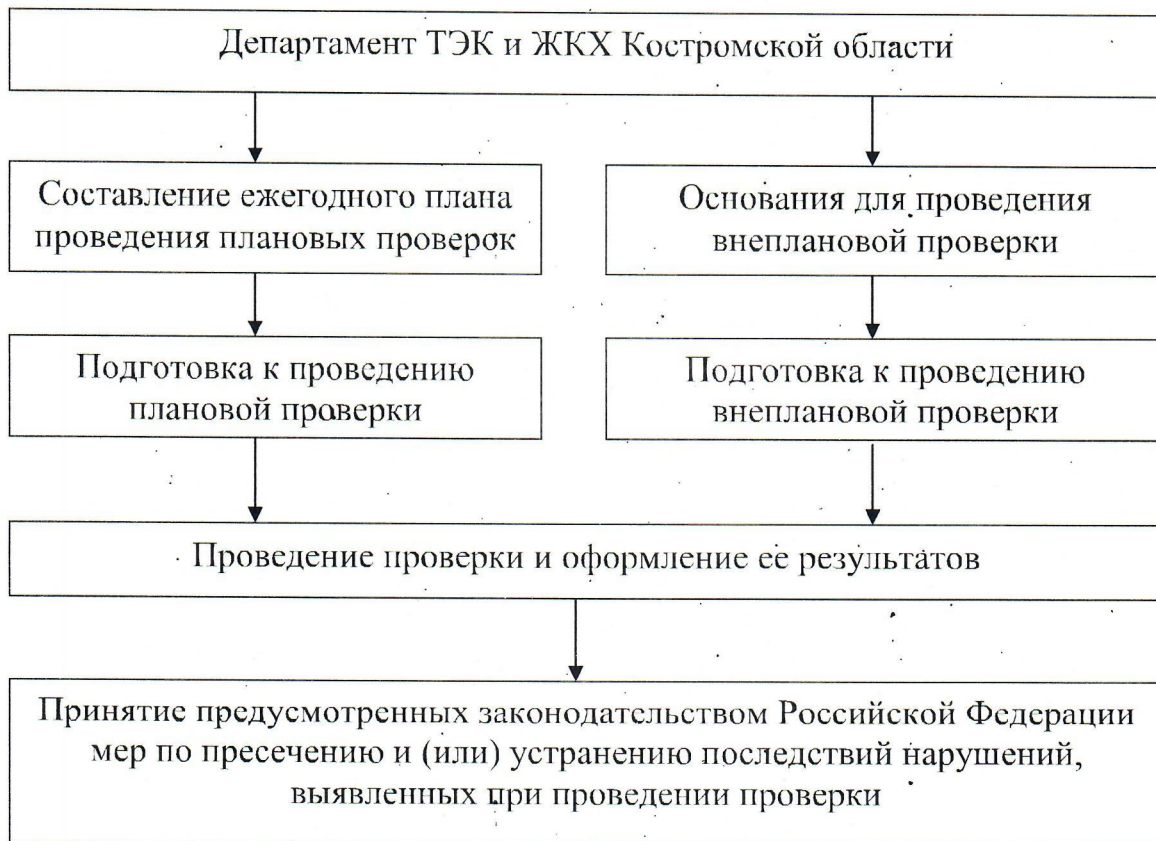 Департамент ТЭК и ЖКХ Костромской области
Составление ежегодного плана
проведения плановых проверок
Основания для проведения
внеплановой проверки
Подготовка к проведению
плановой проверки
Подготовка к проведению
внеплановой проверки
Проведение проверки и оформление ее результатов
Принятие предусмотренных законодательством Российской Федерации
мер по пресечению и (или) устранению последствий нарушений,
выявленных при проведении проверки